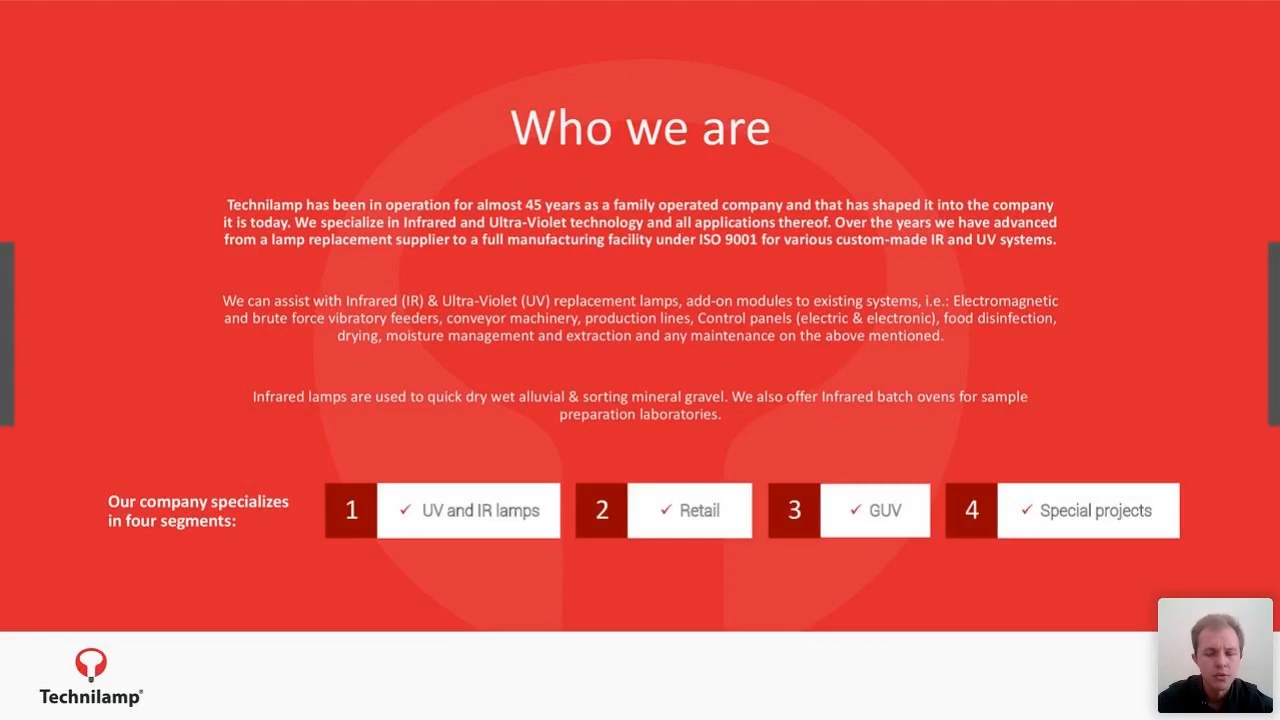 Who we are
Technilamp has been in operation for almost 45 years as a family operated company and that has shaped it into the company
it is today. We specialize in Infrared and Ultra-Violet technology and all applications thereof. Over the years we have advanced
from a lamp replacement supplier to a full manufacturing facility under ISO 9001 for various custom-made IR and UV systems.
We can assist with Infrared (IR) & Ultra-Violet (UV) replacement lamps, add-on modules to existing systems, i.e.: Electromagnetic
and brute force vibratory feeders, conveyor machinery, production lines, Control panels (electric & electronic), food disinfection,
drying, moisture management and extraction and any maintenance on the above mentioned.
Infrared lamps are used to quick dry wet alluvial & sorting mineral gravel. We also offer Infrared batch ovens for sample
preparation laboratories.
Our company specializes
in four segments:
1 ✓ UV and IR lamps
2 ✓ Retail
3 ✓ GUV
4 ✓ Special projects
Technilamp®